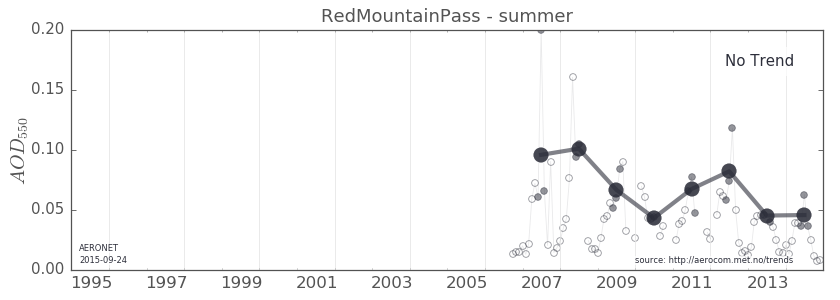 RedMountainPass - summer
0.20
No Trend
0.15
AOD550
0.10
0.05
AERONET
2015-09-24
source: http://aerocom.met.no/trends
0.00
1995 1997 1999 2001 2003 2005 2007 2009 2011 2013